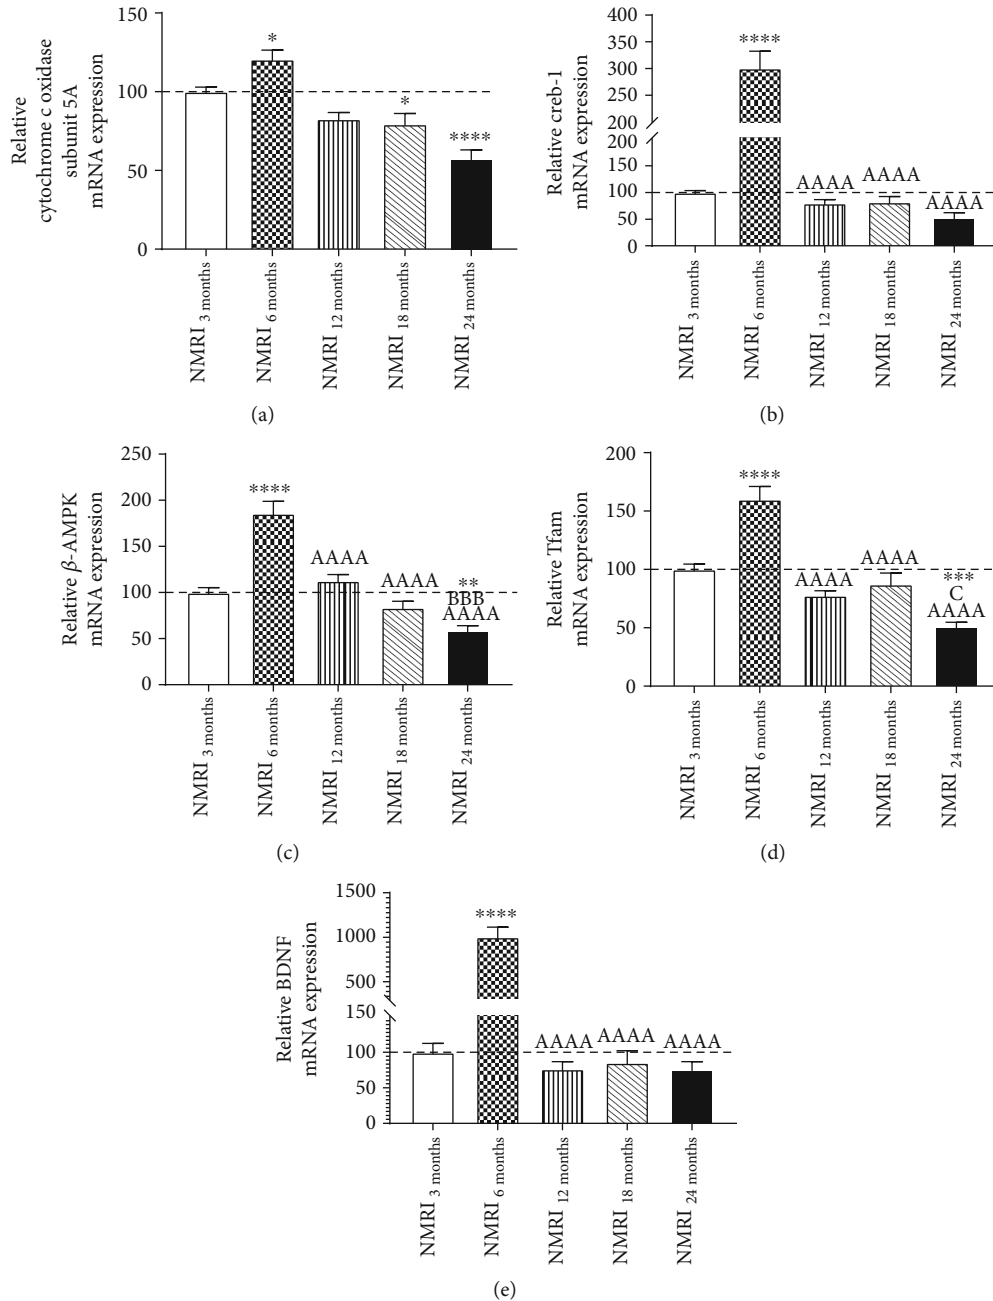 Relative
cytochrome c oxidase
subunit 5A
mRNA expression
150
100
50
0
*
*
****
NMRI 3 months
NMRI 6 months
NMRI 12 months
NMRI 18 months
NMRI 24 months
(a)
Relative creb-1
mRNA expression
400
350
300
250
200
200
150
100
50
0
****
AAAA
AAAA
AAAA
NMRI 3 months
NMRI 6 months
NMRI 12 months
NMRI 18 months
NMRI 24 months
(b)
Relative β-AMPK
mRNA expression
250
200
150
100
50
0
****
AAAA
AAAA
**
BBB
AAAA
NMRI 3 months
NMRI 6 months
NMRI 12 months
NMRI 18 months
NMRI 24 months
(c)
Relative Tfam
mRNA expression
200
150
100
50
0
****
AAAA
AAAA
***
C
AAAA
NMRI 3 months
NMRI 6 months
NMRI 12 months
NMRI 18 months
NMRI 24 months
(d)
Relative BDNF
mRNA expression
1500
1000
500
150
100
50
0
****
AAAA
AAAA
AAAA
NMRI 3 months
NMRI 6 months
NMRI 12 months
NMRI 18 months
NMRI 24 months
(e)